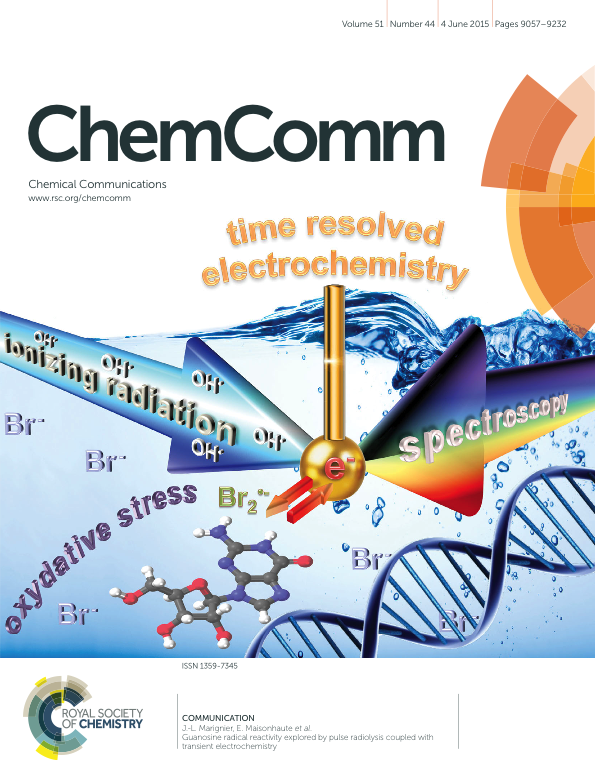 Volume 51 | Number 44 | 4 June 2015 | Pages 9057–9232
ChemComm
Chemical Communications
www.rsc.org/chemcomm
time resolved
electrochemistry
OH·
OH·
OH·
ionizing radiation
OH·
OH·
spectroscopy
e⁻
Br⁻
Br⁻
Br₂·⁻
oxydative stress
Br⁻
Br⁻
Br⁻
ISSN 1359-7345
ROYAL SOCIETY
OF CHEMISTRY
COMMUNICATION
J.-L. Marignier, E. Maisonhaute et al.
Guanosine radical reactivity explored by pulse radiolysis coupled with
transient electrochemistry